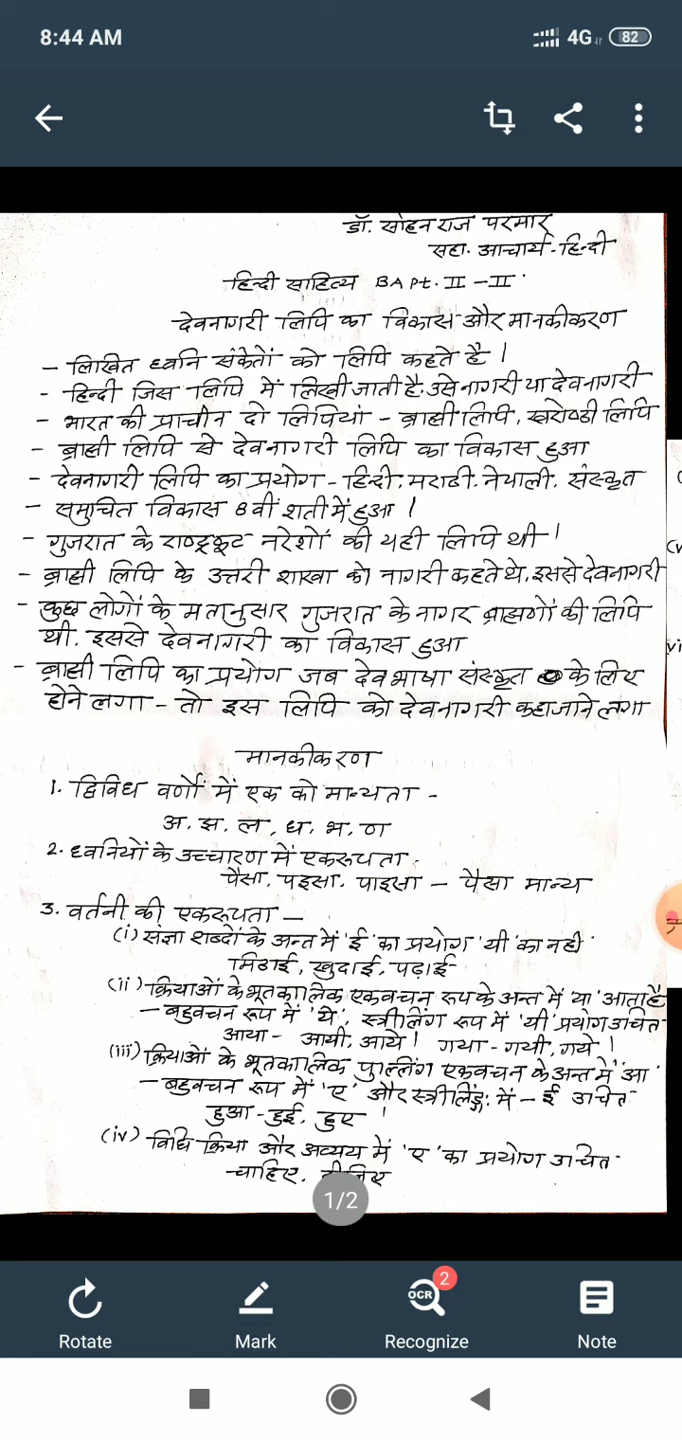 8:44 AM 4G 82
डॉ. सोहनराज परमार
सहा. आचार्य-हिन्दी
हिन्दी साहित्य BA Pt. II - II
देवनागरी लिपि का विकास और मानकीकरण
- लिखित ध्वनि संकेतों को लिपि कहते है।
- हिन्दी जिस लिपि में लिखी जाती है. उसे नागरी या देवनागरी
- भारत की प्राचीन दो लिपियां - ब्राह्मी लिपि, खरोष्ठी लिपि
- ब्राह्मी लिपि से देवनागरी लिपि का विकास हुआ
- देवनागरी लिपि का प्रयोग - हिन्दी. मराठी. नेपाली. संस्कृत
- समुचित विकास 8वीं शती में हुआ।
- गुजरात के राष्ट्रकूट नरेशों की यही लिपि थी।
- ब्राह्मी लिपि के उत्तरी शाखा को नागरी कहते थे. इससे देवनागरी
- कुछ लोगों के मतानुसार गुजरात के नागर ब्राह्मणों की लिपि
थी. इससे देवनागरी का विकास हुआ
- ब्राह्मी लिपि का प्रयोग जब देव भाषा संस्कृत के लिए
होने लगा - तो इस लिपि को देवनागरी कहा जाने लगा
मानकीकरण
1. द्विविध वर्णों में एक को मान्यता -
अ. झ. ल. ध. भ. ण
2. ध्वनियों के उच्चारण में एकरूपता.
पैसा. पइसा. पाइसा - पैसा मान्य
3. वर्तनी की एकरूपता -
(i) संज्ञा शब्दों के अन्त में 'ई' का प्रयोग 'यी' का नही
मिठाई, खुदाई, पढ़ाई
(ii) क्रियाओं के भूतकालिक एकवचन रूप के अन्त में 'या' आता है
- बहुवचन रूप में 'ये', स्त्रीलिंग रूप में 'यी' प्रयोग उचित
आया - आयी, आये। गया - गयी, गये।
(iii) क्रियाओं के भूतकालिक पुल्लिंग एकवचन के अन्त में 'आ'
- बहुवचन रूप में 'ए' और स्त्रीलिङ्ग: में - ई उचित
हुआ - हुई, हुए।
(iv) विधि क्रिया और अव्यय में 'ए' का प्रयोग उचित
चाहिए,
1/2
OCR 2
Rotate Mark Recognize Note